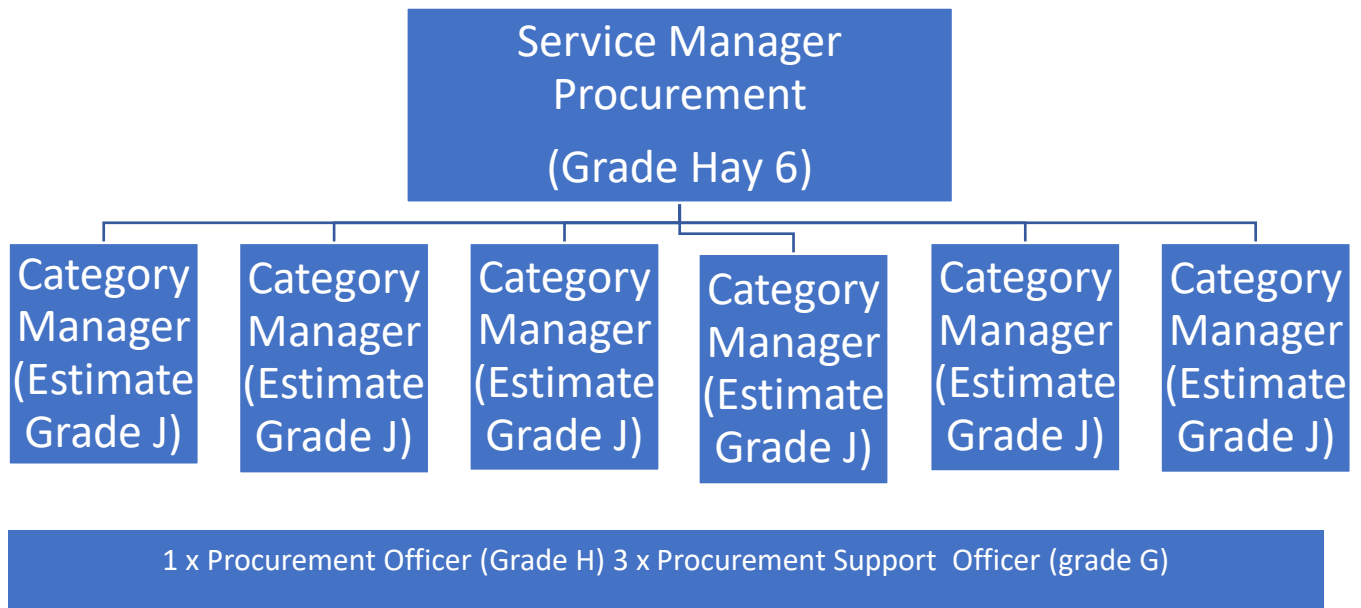 Service Manager
Procurement
(Grade Hay 6)
Category
Manager
(Estimate
Grade J)
Category
Manager
(Estimate
Grade J)
Category
Manager
(Estimate
Grade J)
Category
Manager
(Estimate
Grade J)
Category
Manager
(Estimate
Grade J)
Category
Manager
(Estimate
Grade J)
1 x Procurement Officer (Grade H) 3 x Procurement Support  Officer (grade G)